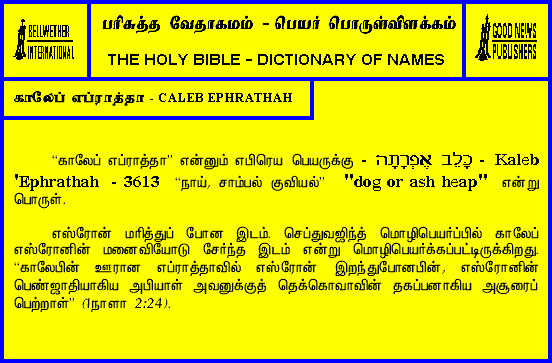 BELLWETHER
INTERNATIONAL
பரிசுத்த வேதாகமம் - பெயர் பொருள்விளக்கம்
THE HOLY BIBLE - DICTIONARY OF NAMES
GOOD NEWS
PUBLISHERS
காலேப் எப்ராத்தா - CALEB EPHRATHAH
“காலேப் எப்ராத்தா” என்னும் எபிரெய பெயருக்கு - כָּלֵב אֶפְרָתָה - Kaleb
'Ephrathah - 3613 “நாய், சாம்பல் குவியல்” "dog or ash heap" என்று
பொருள்.
எஸ்ரோன் மரித்துப் போன இடம். செப்துவஜிந்த் மொழிபெயர்ப்பில் காலேப்
எஸ்ரோனின் மனைவியோடு சேர்ந்த இடம் என்று மொழிபெயர்க்கப்பட்டிருக்கிறது.
“காலேபின் ஊரான எப்ராத்தாவில் எஸ்ரோன் இறந்துபோனபின், எஸ்ரோனின்
பெண்ஜாதியாகிய அபியாள் அவனுக்குத் தெக்கொவாவின் தகப்பனாகிய அசூரைப்
பெற்றாள்” (1நாளா 2:24).